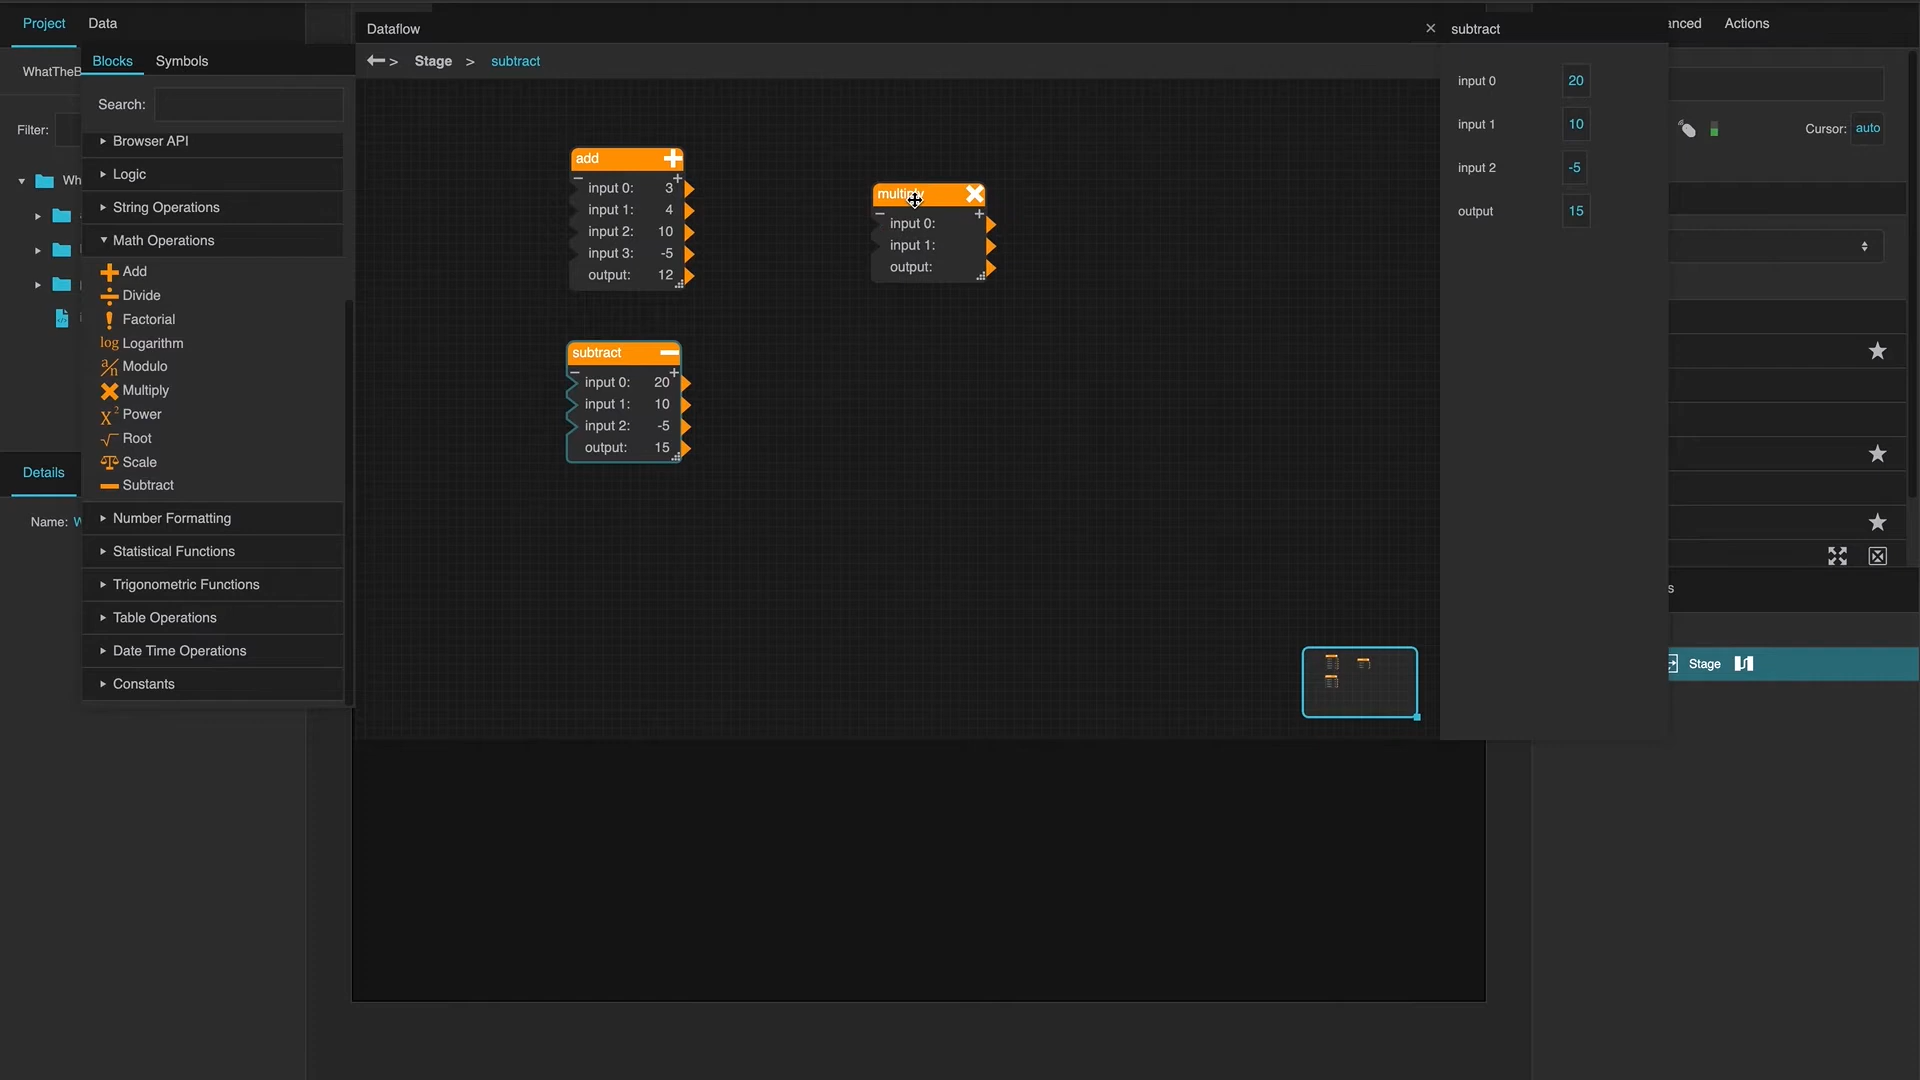 Project Data
WhatTheB
Filter:
Wh
Details
Name: W
Blocks Symbols
Search:
Browser API
Logic
String Operations
Math Operations
Add
Divide
Factorial
log Logarithm
a/n Modulo
Multiply
X² Power
Root
Scale
Subtract
Number Formatting
Statistical Functions
Trigonometric Functions
Table Operations
Date Time Operations
Constants
Dataflow
Stage > subtract
add
input 0: 3
input 1: 4
input 2: 10
input 3: -5
output: 12
multiply
input 0:
input 1:
output:
subtract
input 0: 20
input 1: 10
input 2: -5
output: 15
× subtract
input 0 20
input 1 10
input 2 -5
output 15
anced Actions
Cursor: auto
s
Stage